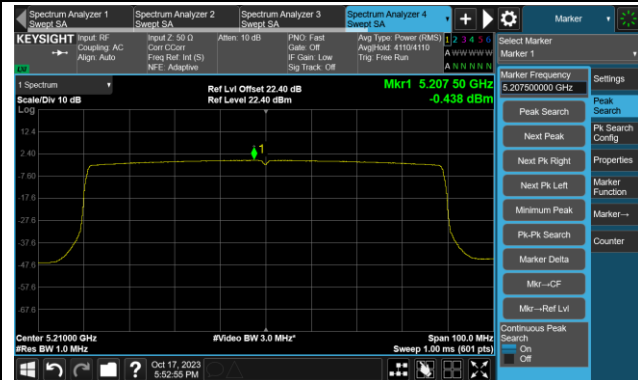 Spectrum Analyzer 1
Swept SA
Spectrum Analyzer 2
Swept SA
Spectrum Analyzer 3
Swept SA
Spectrum Analyzer 4
Swept SA
+
Marker
KEYSIGHT
Input: RF
Coupling: AC
Align: Auto
Input Z: 50 Ω
Corr CCorr
Freq Ref: Int (S)
NFE: Adaptive
Atten: 10 dB
PNO: Fast
Gate: Off
IF Gain: Low
Sig Track: Off
Avg Type: Power (RMS)
Avg|Hold: 4110/4110
Trig: Free Run
1 2 3 4 5 6
A W W W W W
A N N N N N
Select Marker
Marker 1
1 Spectrum
Scale/Div 10 dB
Log
Ref Lvl Offset 22.40 dB
Ref Level 22.40 dBm
Mkr1 5.207 50 GHz
-0.438 dBm
12.4
2.40
-7.60
-17.6
-27.6
-37.6
-47.6
-57.6
-67.6
1
Center 5.21000 GHz
#Res BW 1.0 MHz
#Video BW 3.0 MHz*
Span 100.0 MHz
Sweep 1.00 ms (601 pts)
Marker Frequency
5.207500000 GHz
Peak Search
Next Peak
Next Pk Right
Next Pk Left
Minimum Peak
Pk-Pk Search
Marker Delta
Mkr→CF
Mkr→Ref Lvl
Continuous Peak
Search
On
Off
Settings
Peak
Search
Pk Search
Config
Properties
Marker
Function
Marker→
Counter
?
Oct 17, 2023
5:52:55 PM